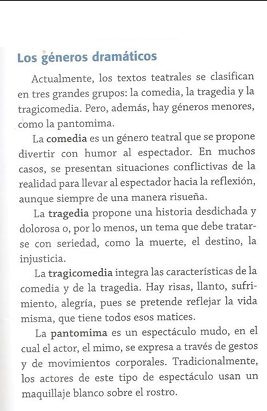 Los géneros dramáticos
Actualmente, los textos teatrales se clasifican
en tres grandes grupos: la comedia, la tragedia y la
tragicomedia. Pero, además, hay géneros menores,
como la pantomima.
La comedia es un género teatral que se propone
divertir con humor al espectador. En muchos
casos, se presentan situaciones conflictivas de la
realidad para llevar al espectador hacia la reflexión,
aunque siempre de una manera risueña.
La tragedia propone una historia desdichada y
dolorosa o, por lo menos, un tema que debe tratar-
se con seriedad, como la muerte, el destino, la
injusticia.
La tragicomedia integra las características de la
comedia y de la tragedia. Hay risas, llanto, sufri-
miento, alegría, pues se pretende reflejar la vida
misma, que tiene todos esos matices.
La pantomima es un espectáculo mudo, en el
cual el actor, el mimo, se expresa a través de gestos
y de movimientos corporales. Tradicionalmente,
los actores de este tipo de espectáculo usan un
maquillaje blanco sobre el rostro.